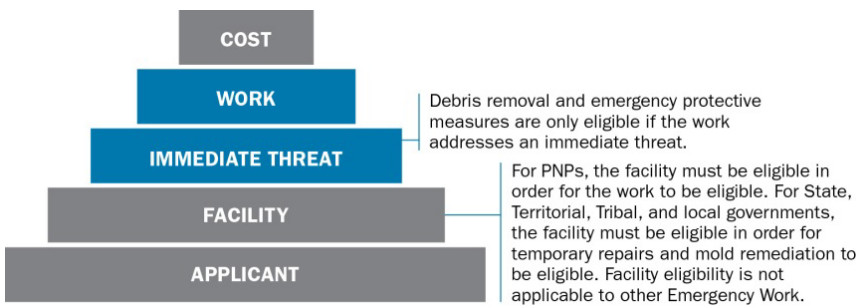 COST
WORK
IMMEDIATE THREAT
FACILITY
APPLICANT
Debris removal and emergency protective
measures are only eligible if the work
addresses an immediate threat.
For PNPs, the facility must be eligible in
order for the work to be eligible. For State,
Territorial, Tribal, and local governments,
the facility must be eligible in order for
temporary repairs and mold remediation to
be eligible. Facility eligibility is not
applicable to other Emergency Work.